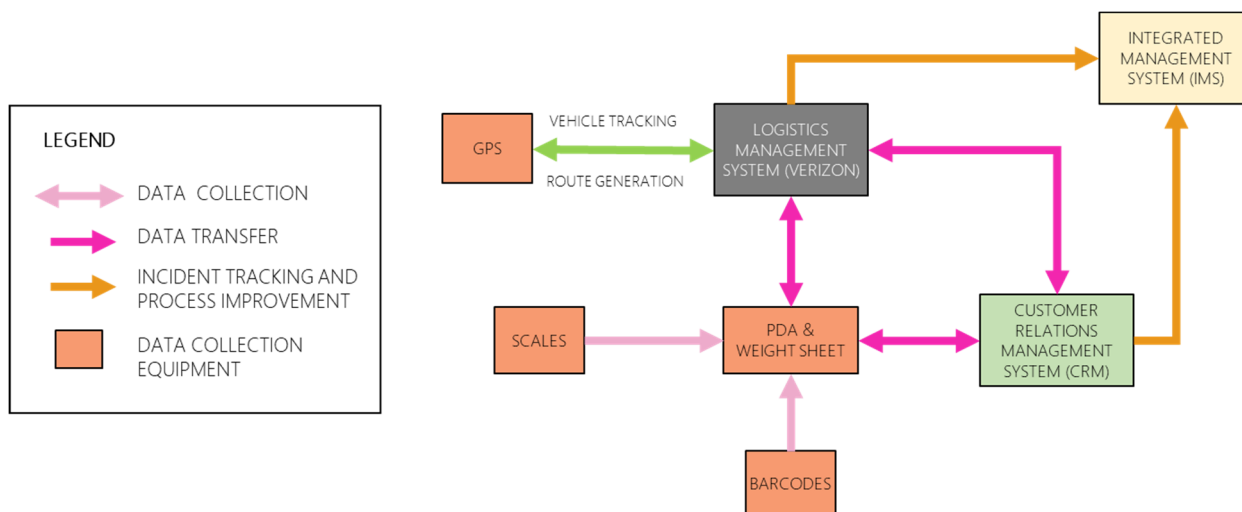 LEGEND
DATA COLLECTION
DATA TRANSFER
INCIDENT TRACKING AND
PROCESS IMPROVEMENT
DATA COLLECTION
EQUIPMENT
INTEGRATED
MANAGEMENT
SYSTEM (IMS)
GPS
VEHICLE TRACKING
ROUTE GENERATION
LOGISTICS
MANAGEMENT
SYSTEM (VERIZON)
SCALES
PDA &
WEIGHT SHEET
CUSTOMER
RELATIONS
MANAGEMENT
SYSTEM (CRM)
BARCODES